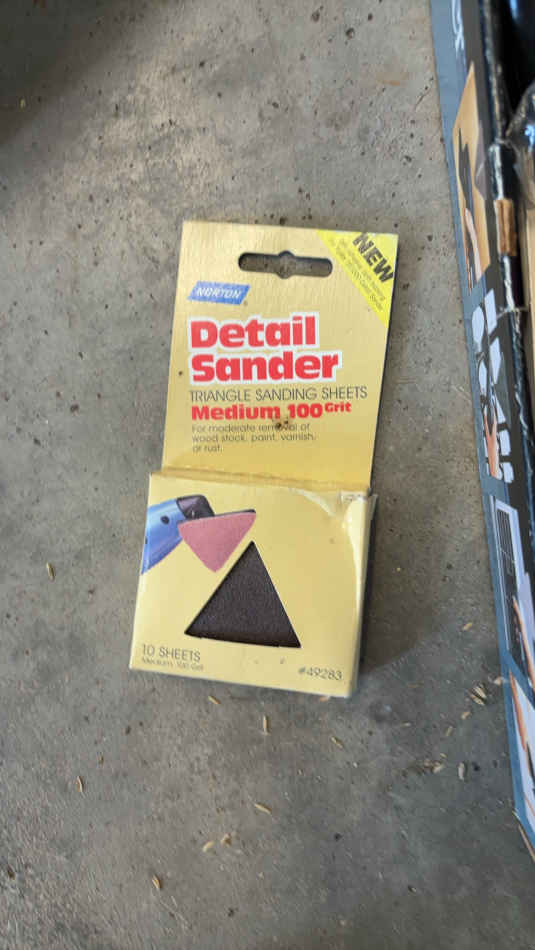 NORTON
NEW
Detail
Sander
TRIANGLE SANDING SHEETS
Medium 100 Grit
For moderate removal of
wood stock, paint, varnish,
or rust.
10 SHEETS
Medium, 100 Grit
#49283